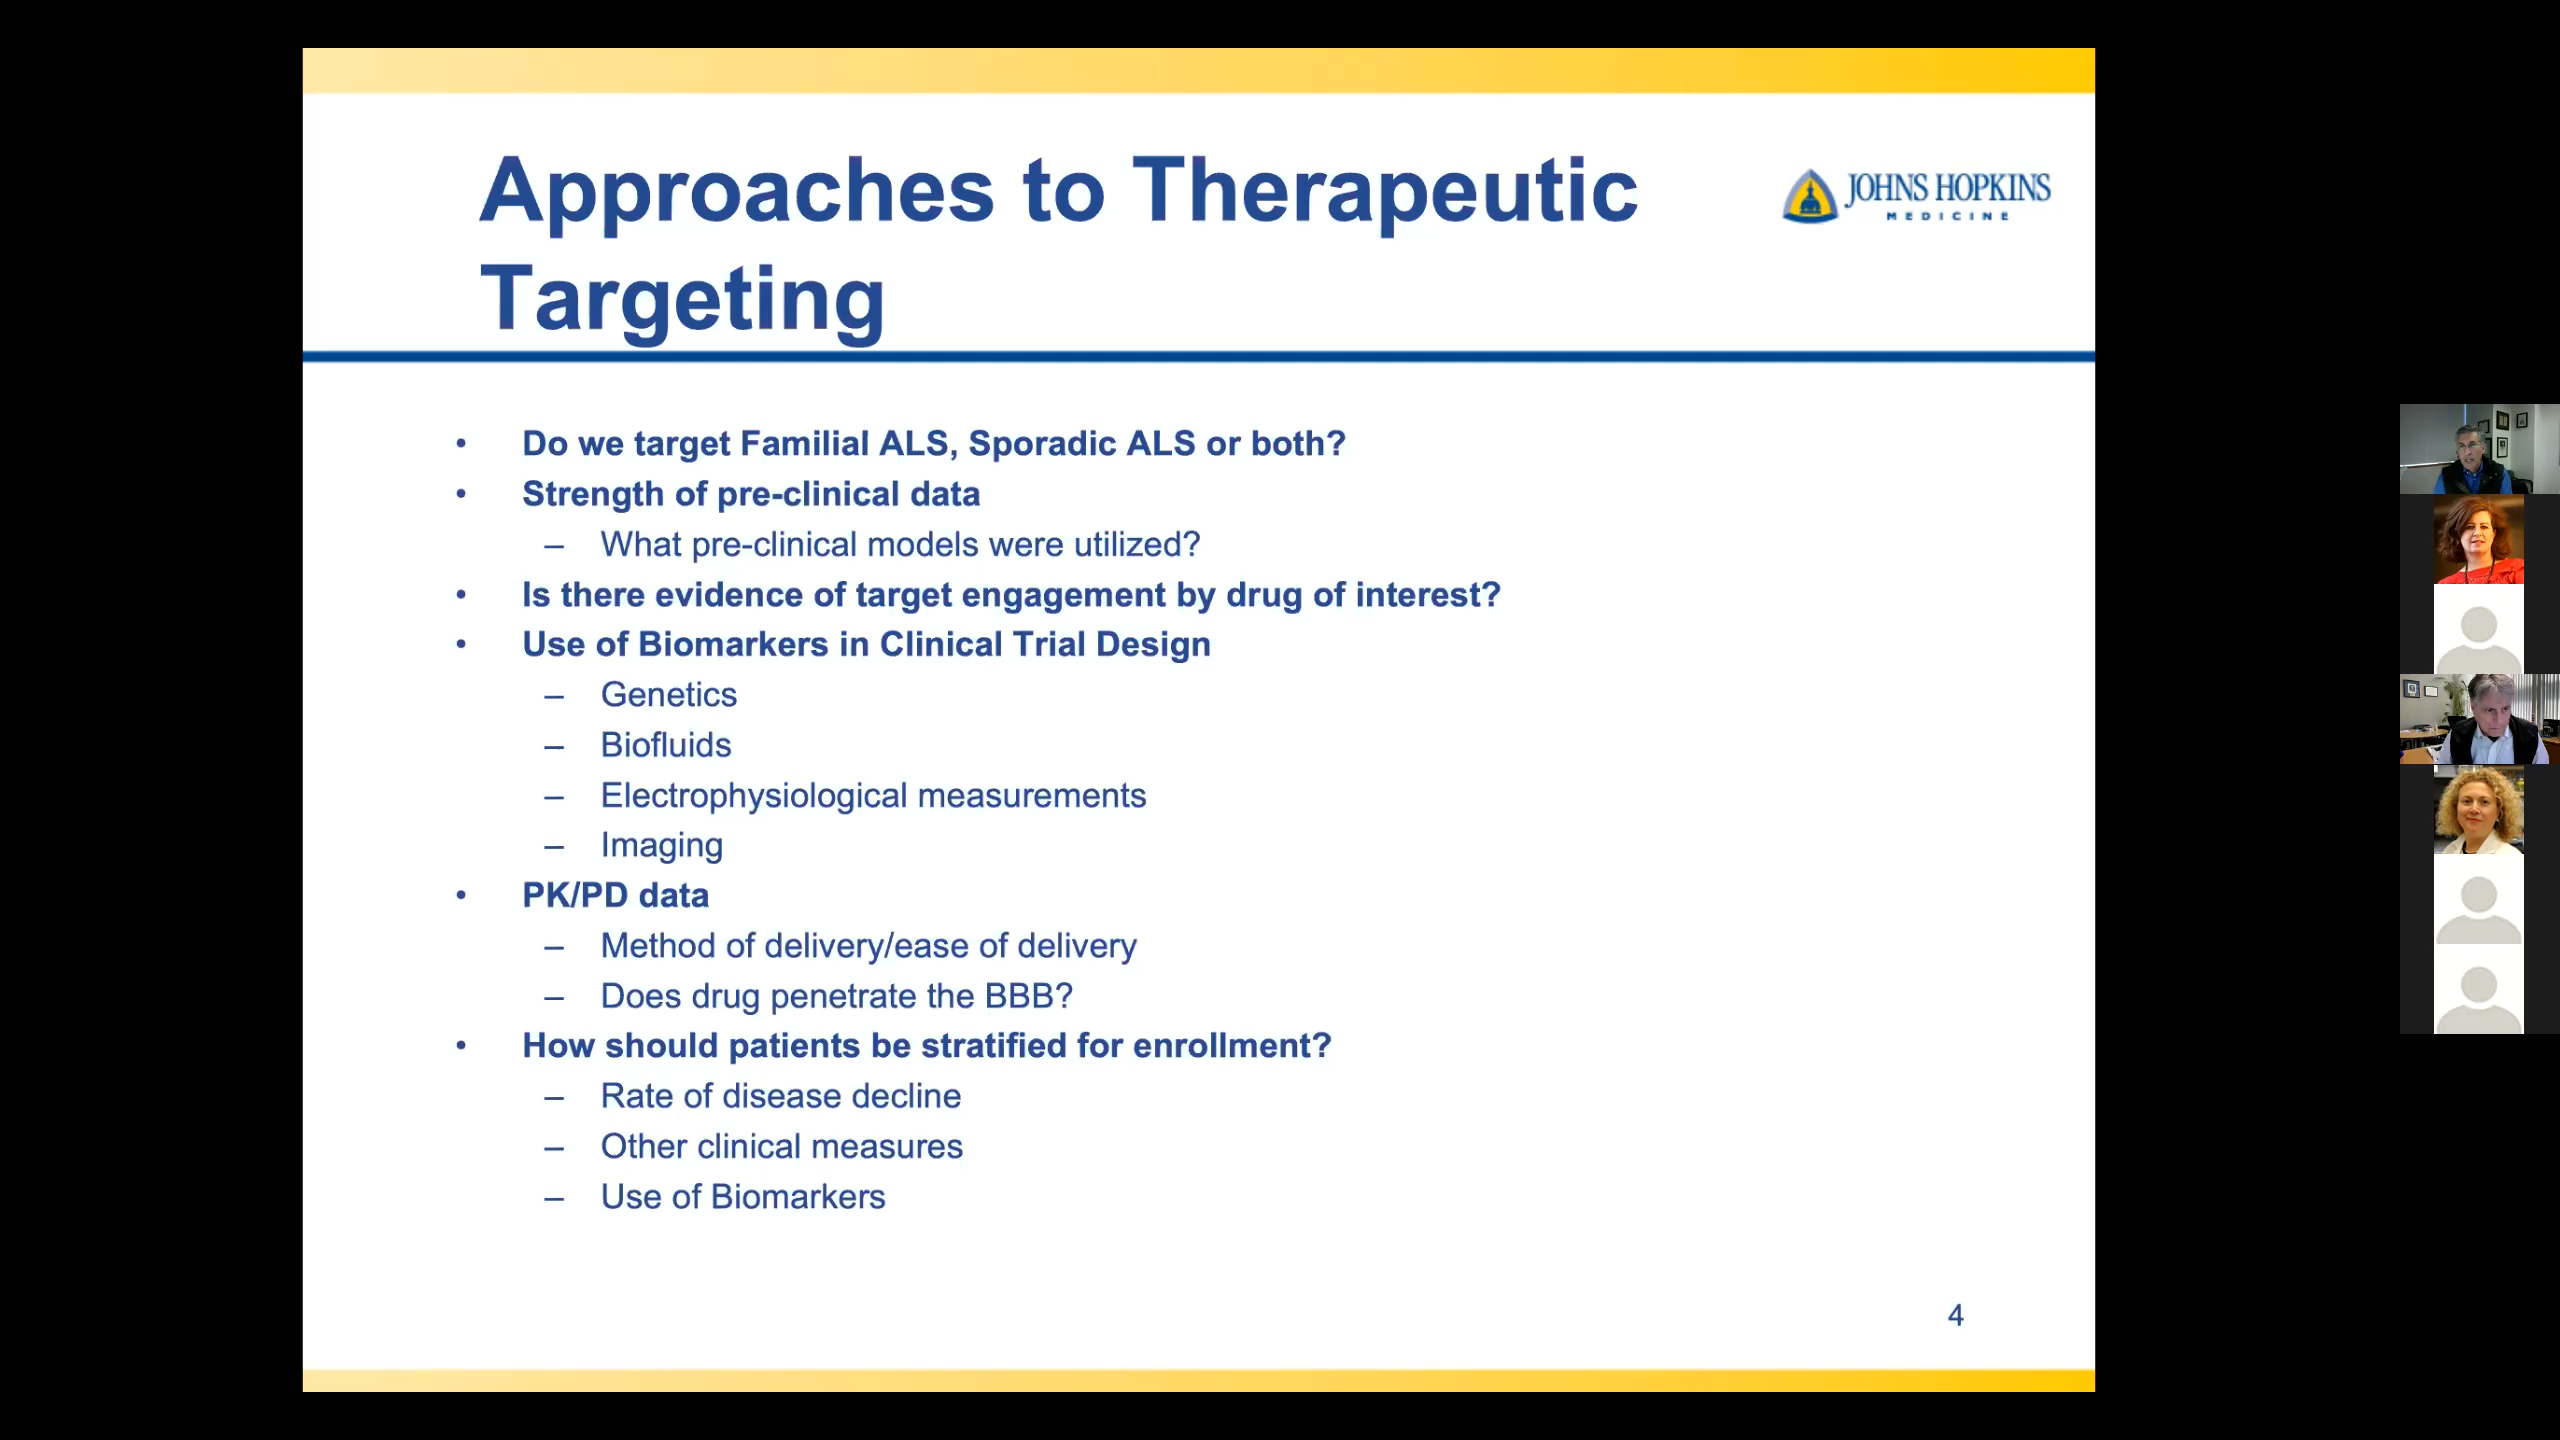 Approaches to Therapeutic
Targeting
JOHNS HOPKINS
MEDICINE
• Do we target Familial ALS, Sporadic ALS or both?
• Strength of pre-clinical data
– What pre-clinical models were utilized?
• Is there evidence of target engagement by drug of interest?
• Use of Biomarkers in Clinical Trial Design
– Genetics
– Biofluids
– Electrophysiological measurements
– Imaging
• PK/PD data
– Method of delivery/ease of delivery
– Does drug penetrate the BBB?
• How should patients be stratified for enrollment?
– Rate of disease decline
– Other clinical measures
– Use of Biomarkers
4